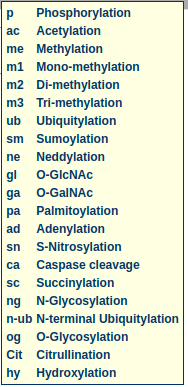 p Phosphorylation
ac Acetylation
me Methylation
m1 Mono-methylation
m2 Di-methylation
m3 Tri-methylation
ub Ubiquitylation
sm Sumoylation
ne Neddylation
gl O-GlcNAc
ga O-GalNAc
pa Palmitoylation
ad Adenylation
sn S-Nitrosylation
ca Caspase cleavage
sc Succinylation
ng N-Glycosylation
n-ub N-terminal Ubiquitylation
og O-Glycosylation
Cit Citrullination
hy Hydroxylation